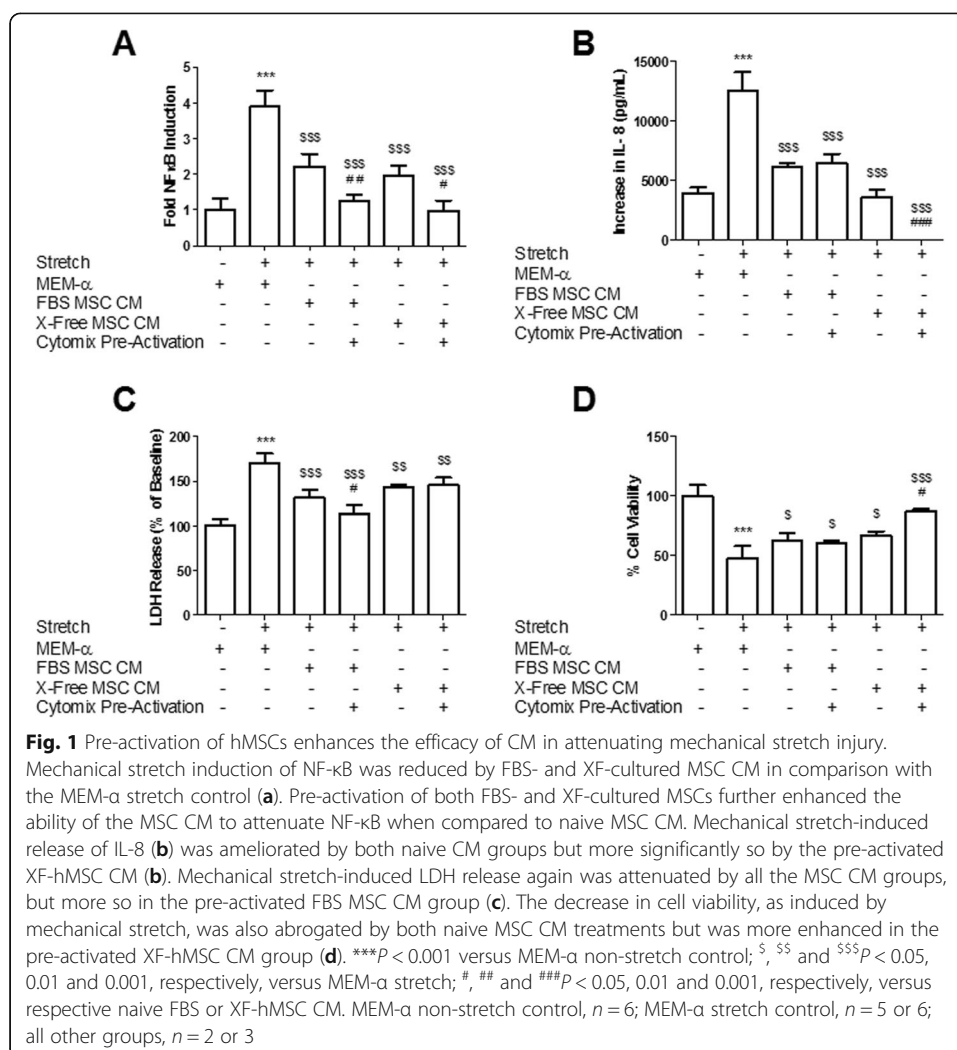 A
Fold NFκB Induction
5
4
3
2
1
0
***
$$$
$$$
##
$$$
$$$
#
Stretch - + + + + +
MEM-α + + - - - -
FBS MSC CM - - + + - -
X-Free MSC CM - - - - + +
Cytomix Pre-Activation - - - + - +
B
Increase in IL- 8 (pg/mL)
15000
10000
5000
0
***
$$$
$$$
$$$
$$$
###
Stretch - + + + + +
MEM-α + + - - - -
FBS MSC CM - - + + - -
X-Free MSC CM - - - - + +
Cytomix Pre-Activation - - - + - +
C
LDH Release (% of Baseline)
200
150
100
50
0
***
$$$
$$$
#
$$
$$
Stretch - + + + + +
MEM-α + + - - - -
FBS MSC CM - - + + - -
X-Free MSC CM - - - - + +
Cytomix Pre-Activation - - - + - +
D
% Cell Viability
150
100
50
0
***
$
$
$
$$$
#
Stretch - + + + + +
MEM-α + + - - - -
FBS MSC CM - - + + - -
X-Free MSC CM - - - - + +
Cytomix Pre-Activation - - - + - +
Fig. 1 Pre-activation of hMSCs enhances the efficacy of CM in attenuating mechanical stretch injury.
Mechanical stretch induction of NF-κB was reduced by FBS- and XF-cultured MSC CM in comparison with
the MEM-α stretch control (a). Pre-activation of both FBS- and XF-cultured MSCs further enhanced the
ability of the MSC CM to attenuate NF-κB when compared to naive MSC CM. Mechanical stretch-induced
release of IL-8 (b) was ameliorated by both naive CM groups but more significantly so by the pre-activated
XF-hMSC CM (b). Mechanical stretch-induced LDH release again was attenuated by all the MSC CM groups,
but more so in the pre-activated FBS MSC CM group (c). The decrease in cell viability, as induced by
mechanical stretch, was also abrogated by both naive MSC CM treatments but was more enhanced in the
pre-activated XF-hMSC CM group (d). ***P < 0.001 versus MEM-α non-stretch control; $, $$ and $$$P < 0.05,
0.01 and 0.001, respectively, versus MEM-α stretch; #, ## and ###P < 0.05, 0.01 and 0.001, respectively, versus
respective naive FBS or XF-hMSC CM. MEM-α non-stretch control, n = 6; MEM-α stretch control, n = 5 or 6;
all other groups, n = 2 or 3